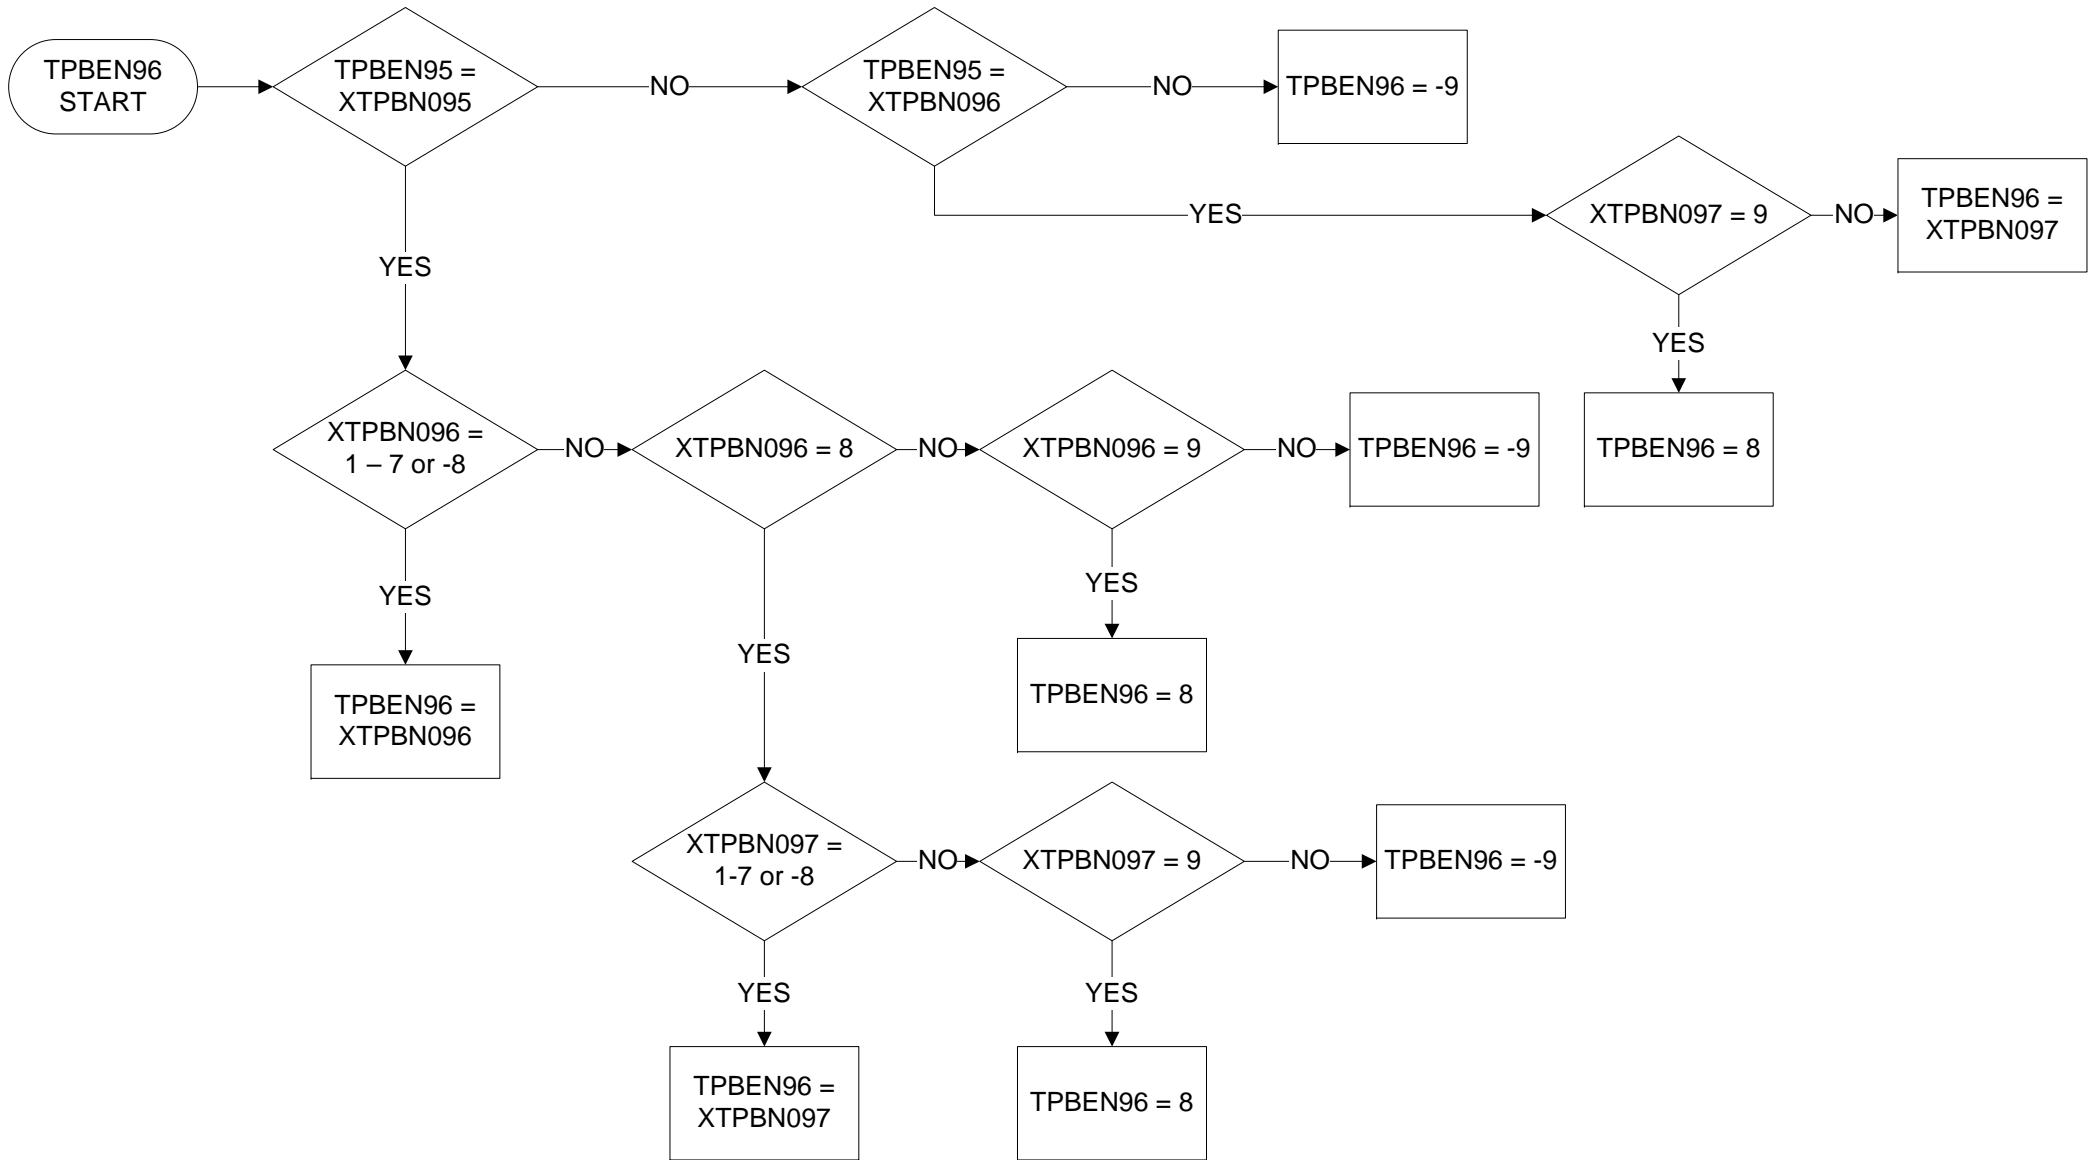 TPBEN96
START
TPBEN95 =
XTPBN095
NO
TPBEN95 =
XTPBN096
NO
TPBEN96 = -9
YES
XTPBN097 = 9
NO
TPBEN96 =
XTPBN097
YES
YES
TPBEN96 = 8
XTPBN096 =
1 – 7 or -8
NO
XTPBN096 = 8
NO
XTPBN096 = 9
NO
TPBEN96 = -9
YES
TPBEN96 =
XTPBN096
YES
YES
TPBEN96 = 8
XTPBN097 =
1-7 or -8
NO
XTPBN097 = 9
NO
TPBEN96 = -9
YES
YES
TPBEN96 =
XTPBN097
TPBEN96 = 8